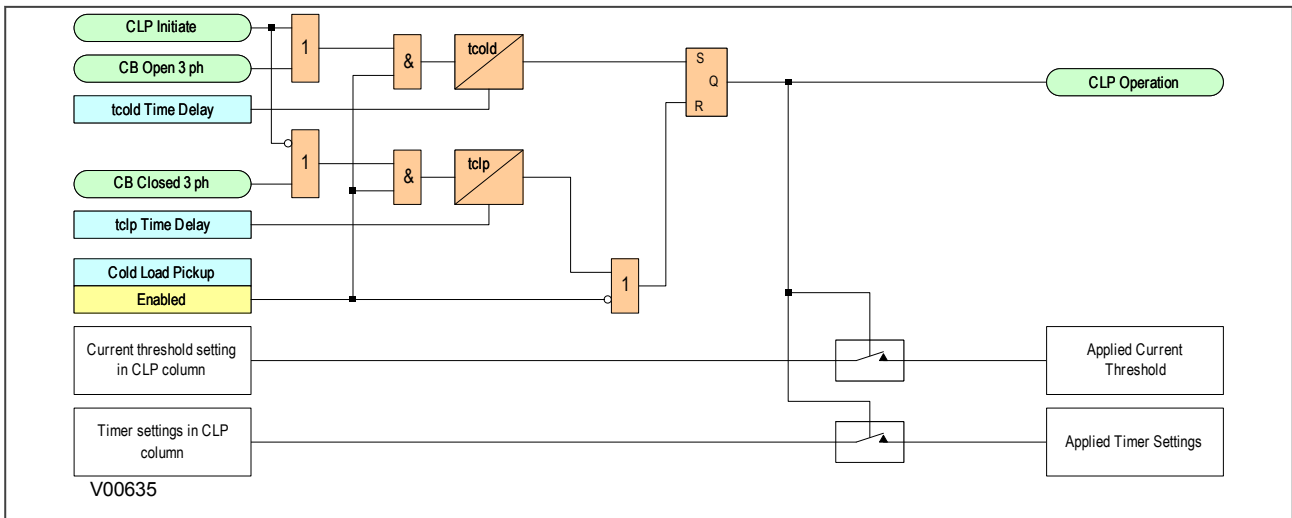 CLP Initiate
1
CB Open 3 ph
&
tcold
S
Q
R
CLP Operation
tcold Time Delay
1
CB Closed 3 ph
&
tclp
tclp Time Delay
Cold Load Pickup
Enabled
1
Current threshold setting
in CLP column
Applied Current
Threshold
Timer settings in CLP
column
Applied Timer Settings
V00635